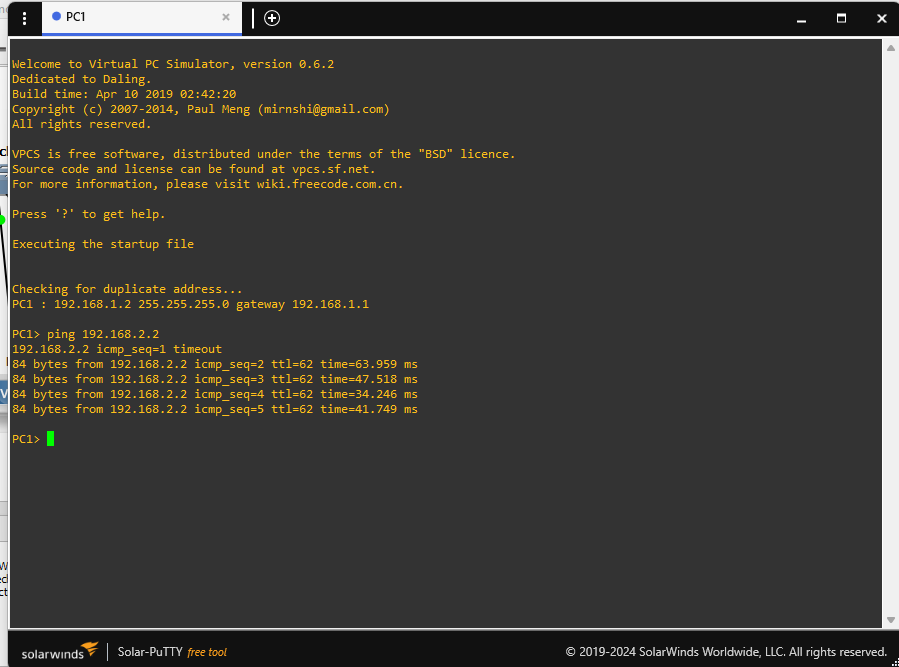 PC1
Welcome to Virtual PC Simulator, version 0.6.2
Dedicated to Daling.
Build time: Apr 10 2019 02:42:20
Copyright (c) 2007-2014, Paul Meng (mirnshi@gmail.com)
All rights reserved.
VPCS is free software, distributed under the terms of the "BSD" licence.
Source code and license can be found at vpcs.sf.net.
For more information, please visit wiki.freecode.com.cn.
Press '?' to get help.
Executing the startup file
Checking for duplicate address...
PC1 : 192.168.1.2 255.255.255.0 gateway 192.168.1.1
PC1> ping 192.168.2.2
192.168.2.2 icmp_seq=1 timeout
84 bytes from 192.168.2.2 icmp_seq=2 ttl=62 time=63.959 ms
84 bytes from 192.168.2.2 icmp_seq=3 ttl=62 time=47.518 ms
84 bytes from 192.168.2.2 icmp_seq=4 ttl=62 time=34.246 ms
84 bytes from 192.168.2.2 icmp_seq=5 ttl=62 time=41.749 ms
PC1>
solarwinds Solar-PuTTY free tool © 2019-2024 SolarWinds Worldwide, LLC. All rights reserved.